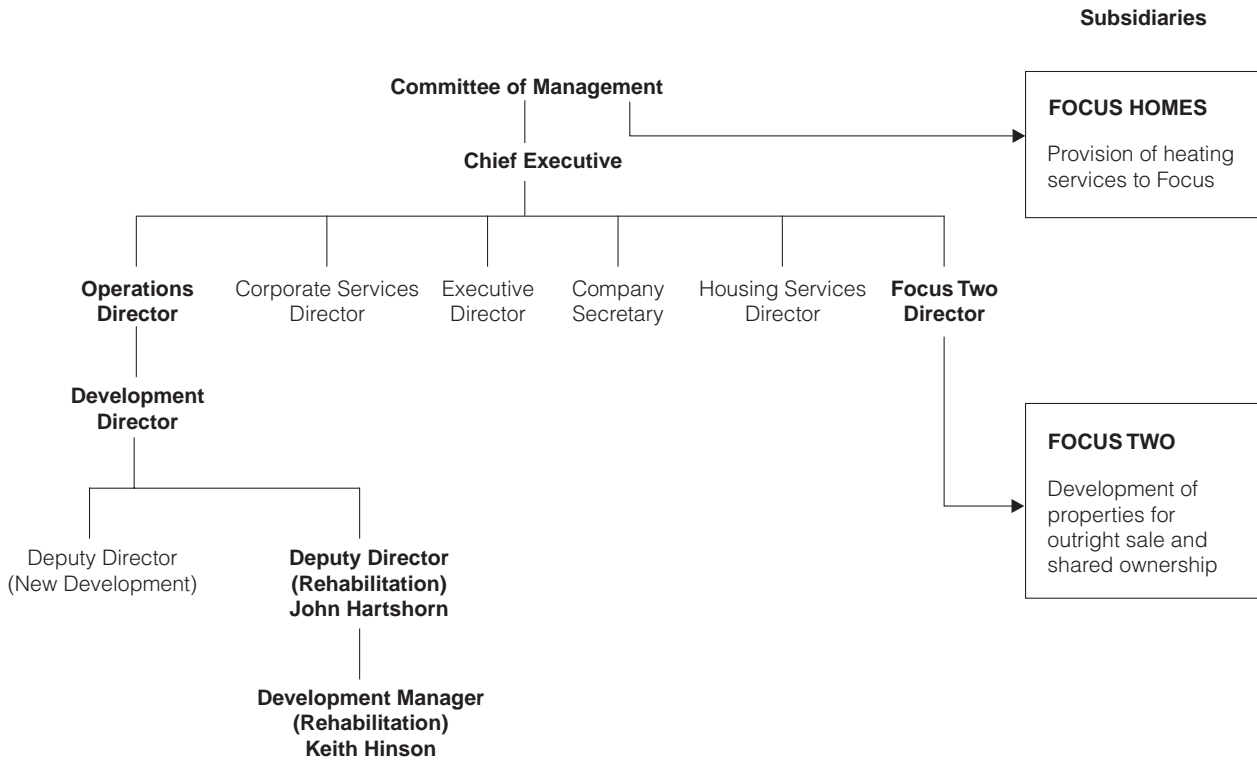 Subsidiaries
Committee of Management
FOCUS HOMES
Provision of heating
services to Focus
Chief Executive
Operations
Director
Corporate Services
Director
Executive
Director
Company
Secretary
Housing Services
Director
Focus Two
Director
Development
Director
FOCUS TWO
Development of
properties for
outright sale and
shared ownership
Deputy Director
(New Development)
Deputy Director
(Rehabilitation)
John Hartshorn
Development Manager
(Rehabilitation)
Keith Hinson